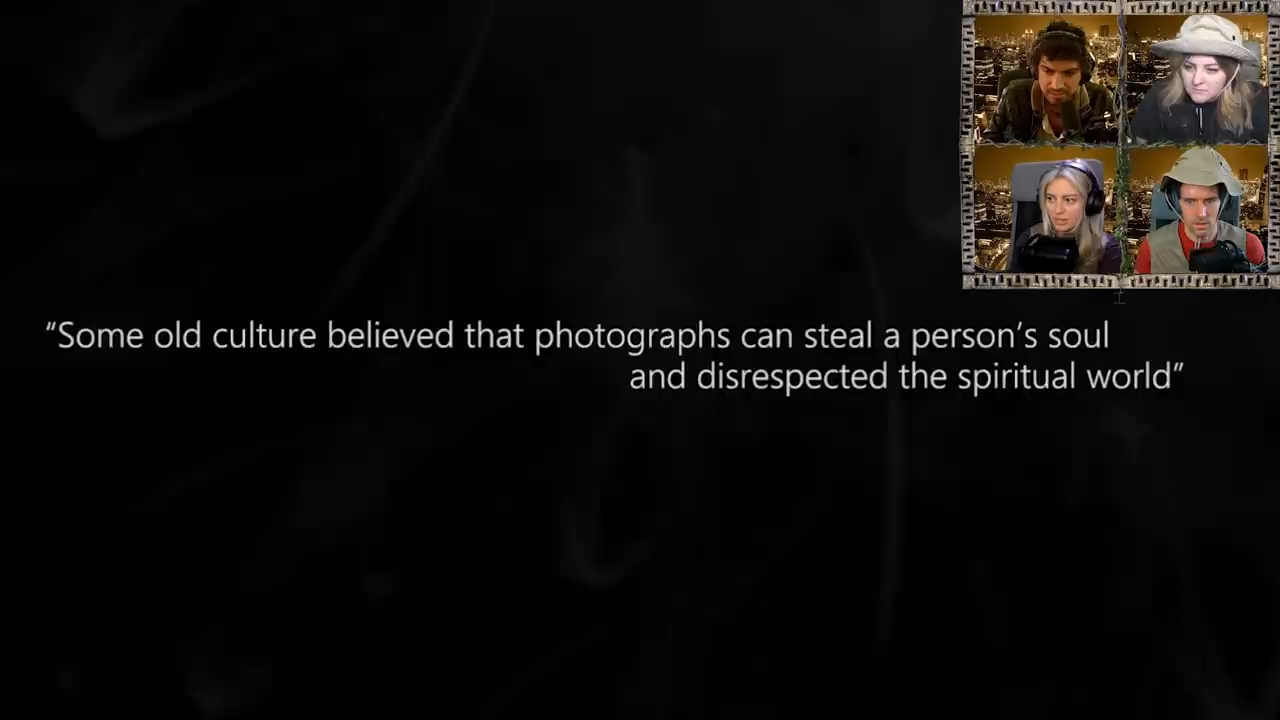 “Some old culture believed that photographs can steal a person’s soul
and disrespected the spiritual world”